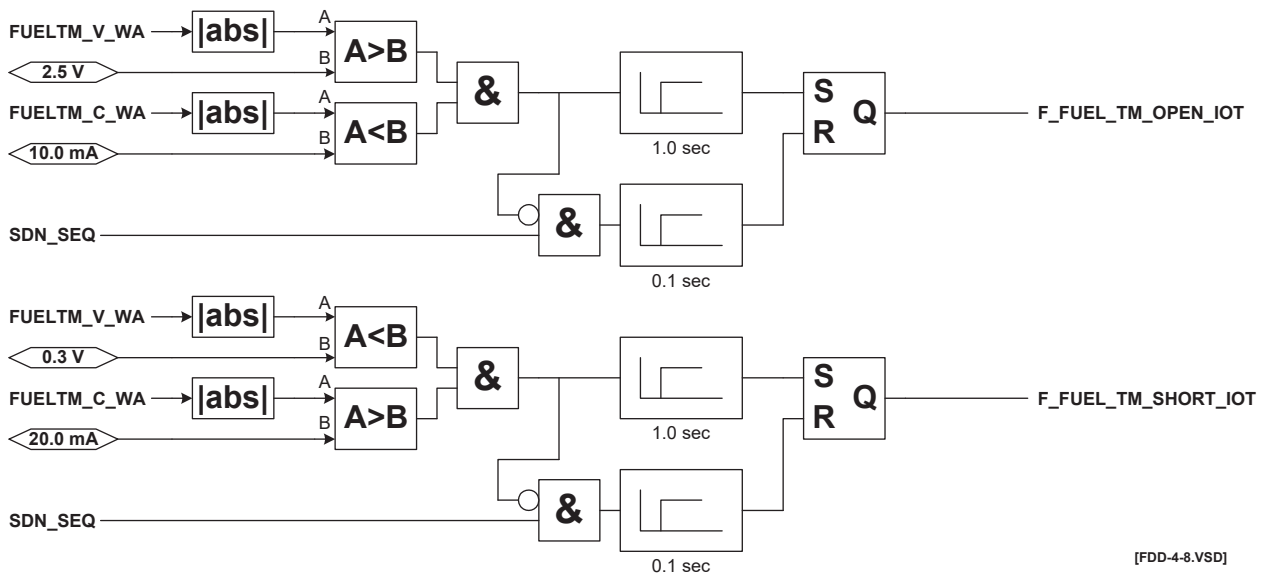 FUELTM_V_WA
|abs|
A
B
A>B
2.5 V
FUELTM_C_WA
|abs|
A
B
A<B
10.0 mA
&
1.0 sec
S
R
Q
F_FUEL_TM_OPEN_IOT
SDN_SEQ
&
0.1 sec
FUELTM_V_WA
|abs|
A
B
A<B
0.3 V
FUELTM_C_WA
|abs|
A
B
A>B
20.0 mA
&
1.0 sec
S
R
Q
F_FUEL_TM_SHORT_IOT
SDN_SEQ
&
0.1 sec
[FDD-4-8.VSD]